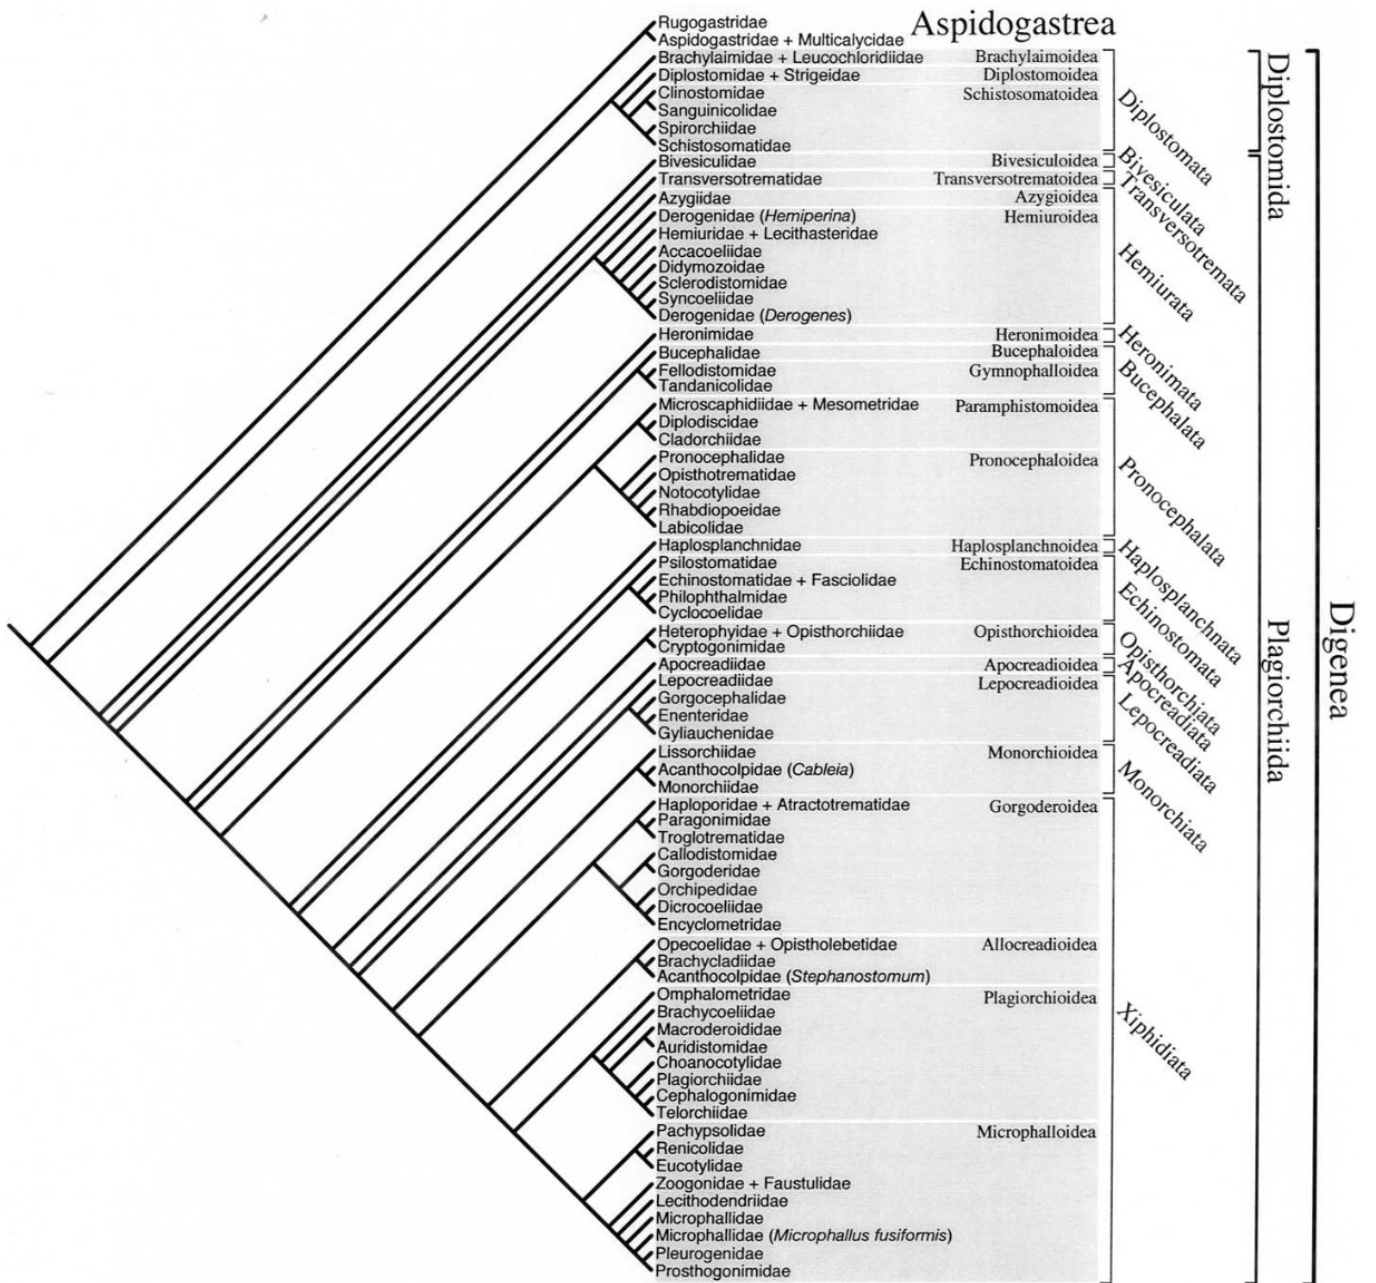 Rugogastridae
Aspidogastrea
Aspidogastridae + Multicalycidae
Brachylaimidae + Leucochloridiidae Brachylaimoidea
Diplostomidae + Strigeidae Diplostomoidea
Clinostomidae Schistosomatoidea
Sanguinicolidae
Spirorchiidae
Schistosomatidae
Bivesiculidae Bivesiculoidea
Transversotrematidae Transversotrematoidea
Azygiidae Azygioidea
Derogenidae (Hemiperina) Hemiuroidea
Hemiuridae + Lecithasteridae
Accacoeliidae
Didymozoidae
Sclerodistomidae
Syncoeliidae
Derogenidae (Derogenes)
Heronimidae Heronimoidea
Bucephalidae Bucephaloidea
Fellodistomidae Gymnophalloidea
Tandanicolidae
Microscaphidiidae + Mesometridae Paramphistomoidea
Diplodiscidae
Cladorchiidae
Pronocephalidae Pronocephaloidea
Opisthotrematidae
Notocotylidae
Rhabdiopoeidae
Labicolidae
Haplosplanchnidae Haplosplanchnoidea
Psilostomatidae Echinostomatoidea
Echinostomatidae + Fasciolidae
Philophthalmidae
Cyclocoelidae
Heterophyidae + Opisthorchiidae Opisthorchioidea
Cryptogonimidae
Apocreadiidae Apocreadioidea
Lepocreadiidae Lepocreadioidea
Gorgocephalidae
Enenteridae
Gyliauchenidae
Lissorchiidae Monorchioidea
Acanthocolpidae (Cableia)
Monorchiidae
Haploporidae + Atractotrematidae Gorgoderoidea
Paragonimidae
Troglotrematidae
Callodistomidae
Gorgoderidae
Orchipedidae
Dicrocoeliidae
Encyclometridae
Opecoelidae + Opistholebetidae Allocreadioidea
Brachycladiidae
Acanthocolpidae (Stephanostomum)
Omphalometridae Plagiorchioidea
Brachycoeliidae
Macroderoididae
Auridistomidae
Choanocotylidae
Plagiorchiidae
Cephalogonimidae
Telorchiidae
Pachypsolidae Microphalloidea
Renicolidae
Eucotylidae
Zoogonidae + Faustulidae
Lecithodendriidae
Microphallidae
Microphallidae (Microphallus fusiformis)
Pleurogenidae
Prosthogonimidae
Diplostomata
Bivesiculata
Transversotremata
Hemiurata
Heronimata
Bucephalata
Pronocephalata
Haplosplanchnata
Echinostomata
Opisthorchiata
Apocreadiata
Lepocreadiata
Monorchiata
Xiphidiata
Diplostomida
Plagiorchiida
Digenea